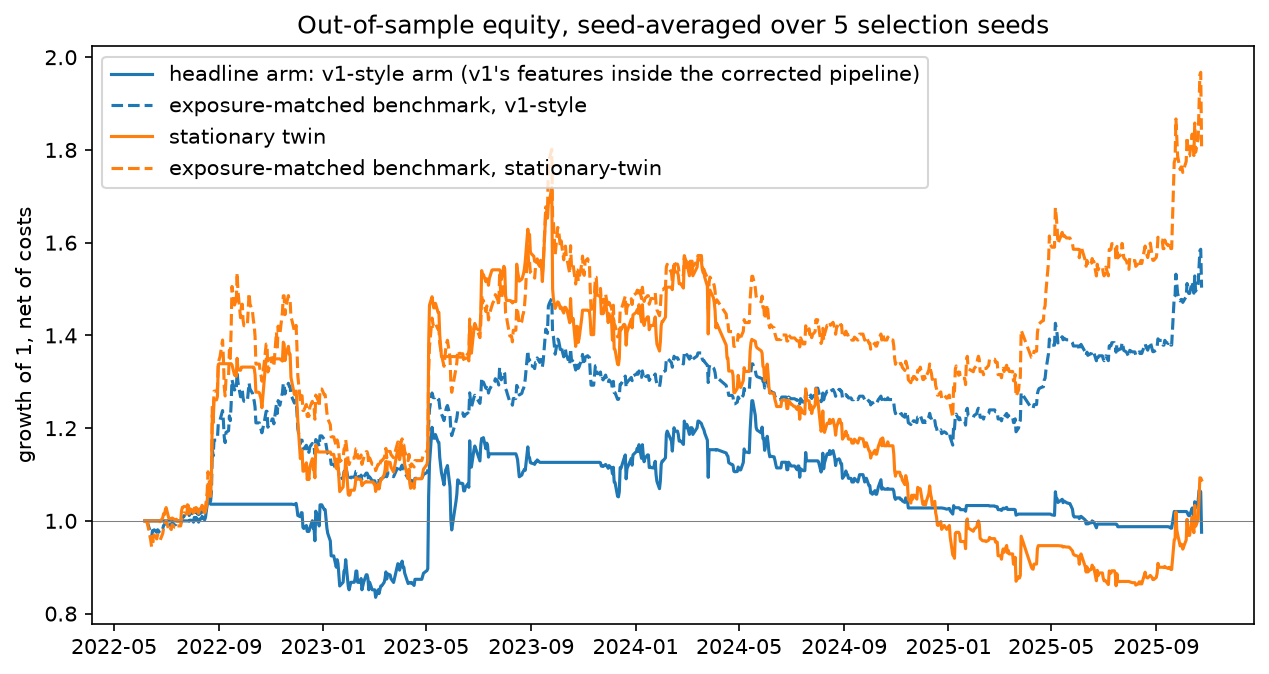 Out-of-sample equity, seed-averaged over 5 selection seeds
2.0
1.8
1.6
1.4
1.2
1.0
0.8
growth of 1, net of costs
headline arm: v1-style arm (v1's features inside the corrected pipeline)
exposure-matched benchmark, v1-style
stationary twin
exposure-matched benchmark, stationary-twin
2022-05 2022-09 2023-01 2023-05 2023-09 2024-01 2024-05 2024-09 2025-01 2025-05 2025-09